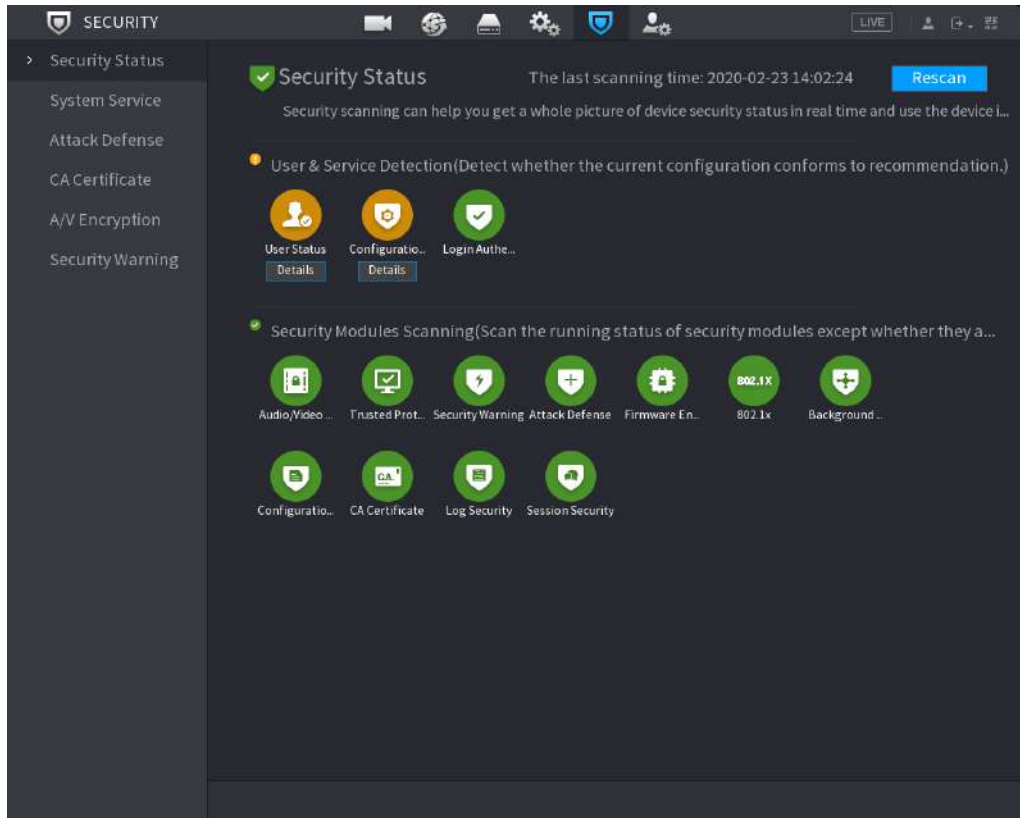 SECURITY
LIVE
Security Status
System Service
Attack Defense
CA Certificate
A/V Encryption
Security Warning
Security Status The last scanning time: 2020-02-23 14:02:24 Rescan
Security scanning can help you get a whole picture of device security status in real time and use the device i...
User & Service Detection(Detect whether the current configuration conforms to recommendation.)
User Status Configuratio... Login Authe...
Details Details
Security Modules Scanning(Scan the running status of security modules except whether they a...
802.1X
Audio/Video ... Trusted Prot... Security Warning Attack Defense Firmware En... 802.1x Background ...
CA
Configuratio... CA Certificate Log Security Session Security